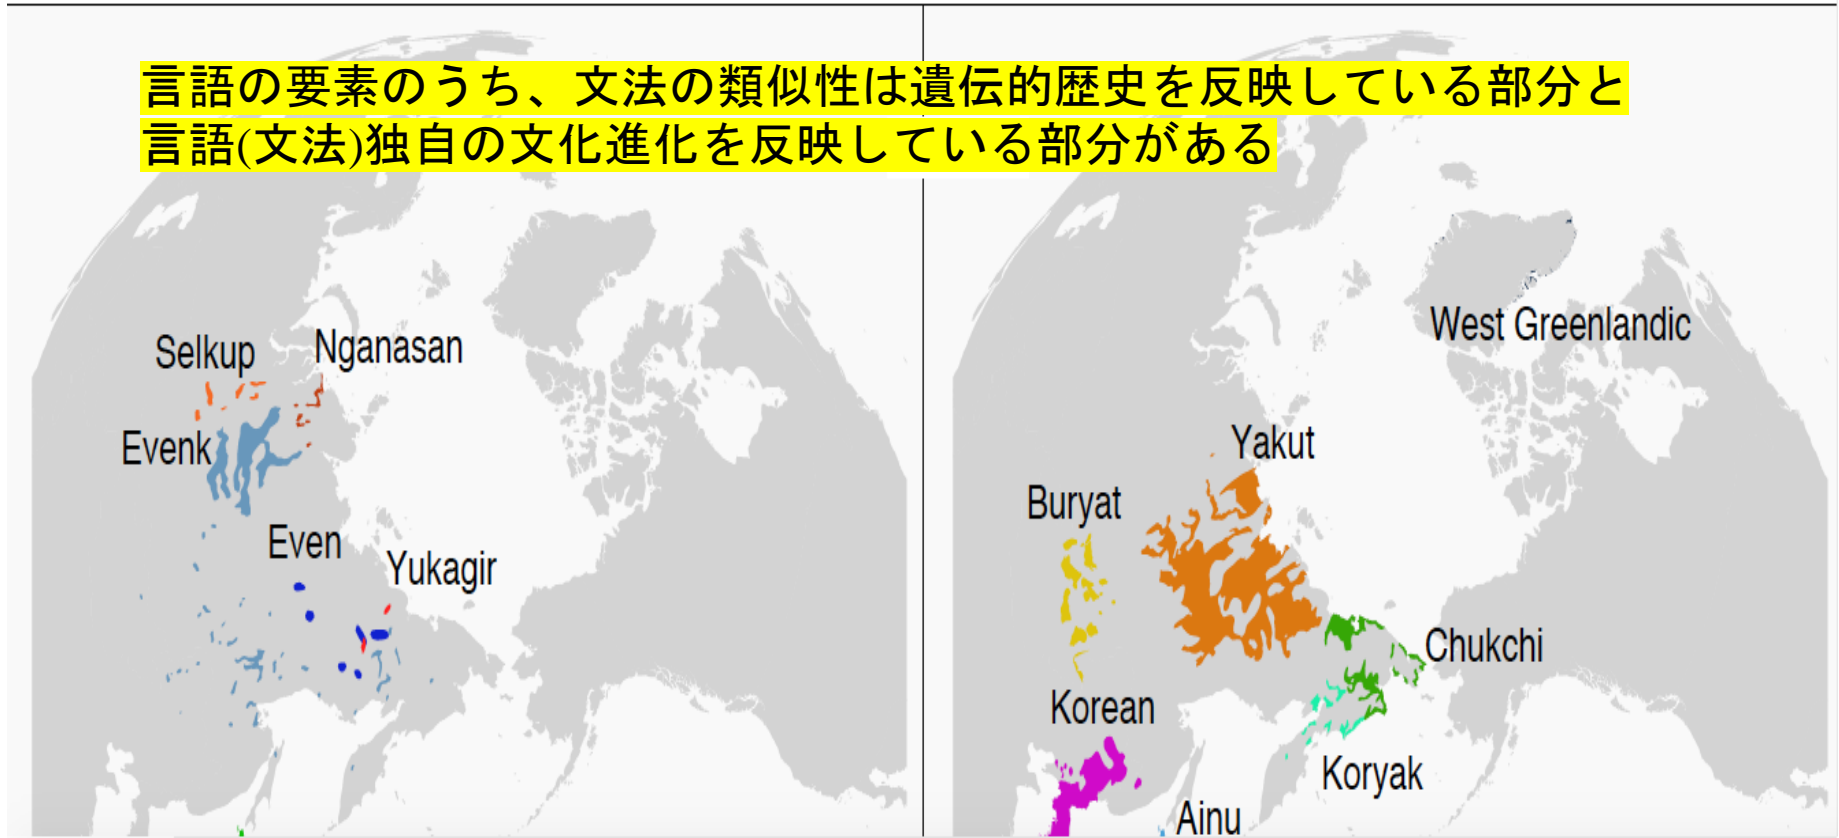 言語の要素のうち、文法の類似性は遺伝的歴史を反映している部分と
言語(文法)独自の文化進化を反映している部分がある
Selkup
Nganasan
Evenk
Even
Yukagir
West Greenlandic
Yakut
Buryat
Chukchi
Korean
Koryak
Ainu